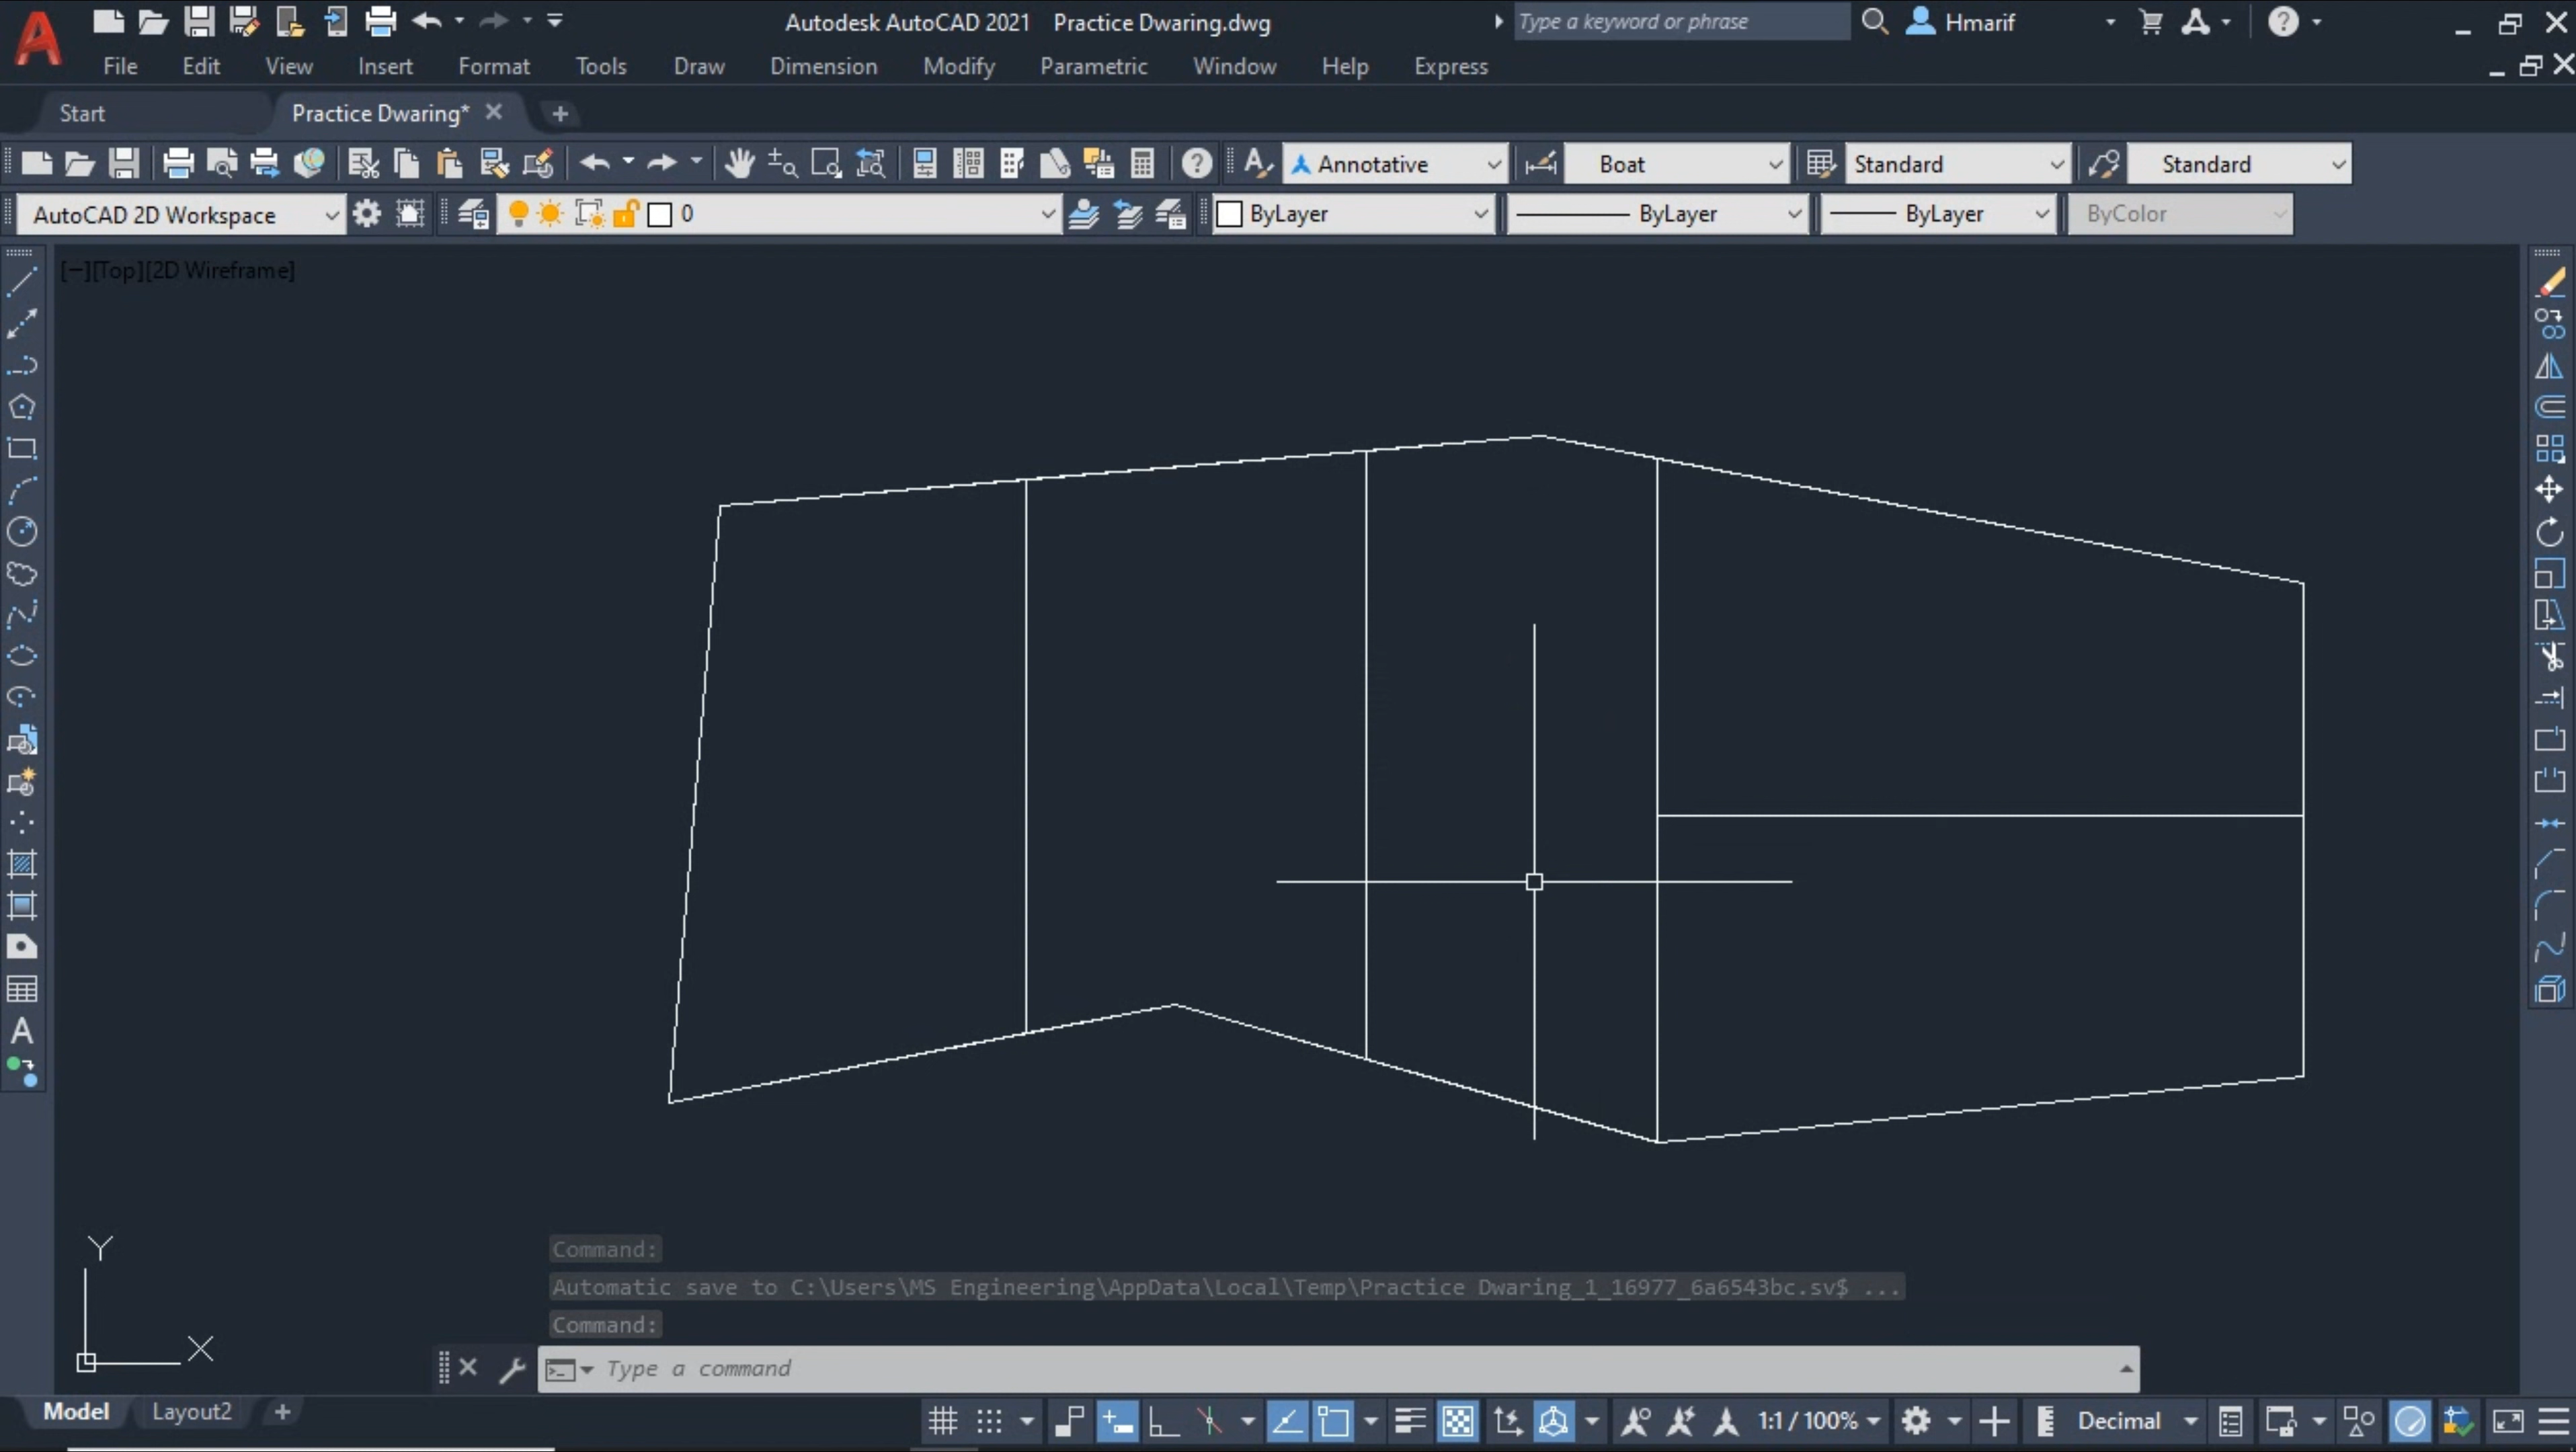 Autodesk AutoCAD 2021 Practice Dwaring.dwg Type a keyword or phrase Hmarif
File Edit View Insert Format Tools Draw Dimension Modify Parametric Window Help Express
Start Practice Dwaring*
Annotative Boat Standard Standard
AutoCAD 2D Workspace 0 ByLayer ByLayer ByLayer ByColor
[−][Top][2D Wireframe]
Y
X
Command:
Automatic save to C:\Users\MS Engineering\AppData\Local\Temp\Practice Dwaring_1_16977_6a6543bc.sv$ ...
Command:
Type a command
Model Layout2 1:1 / 100% Decimal